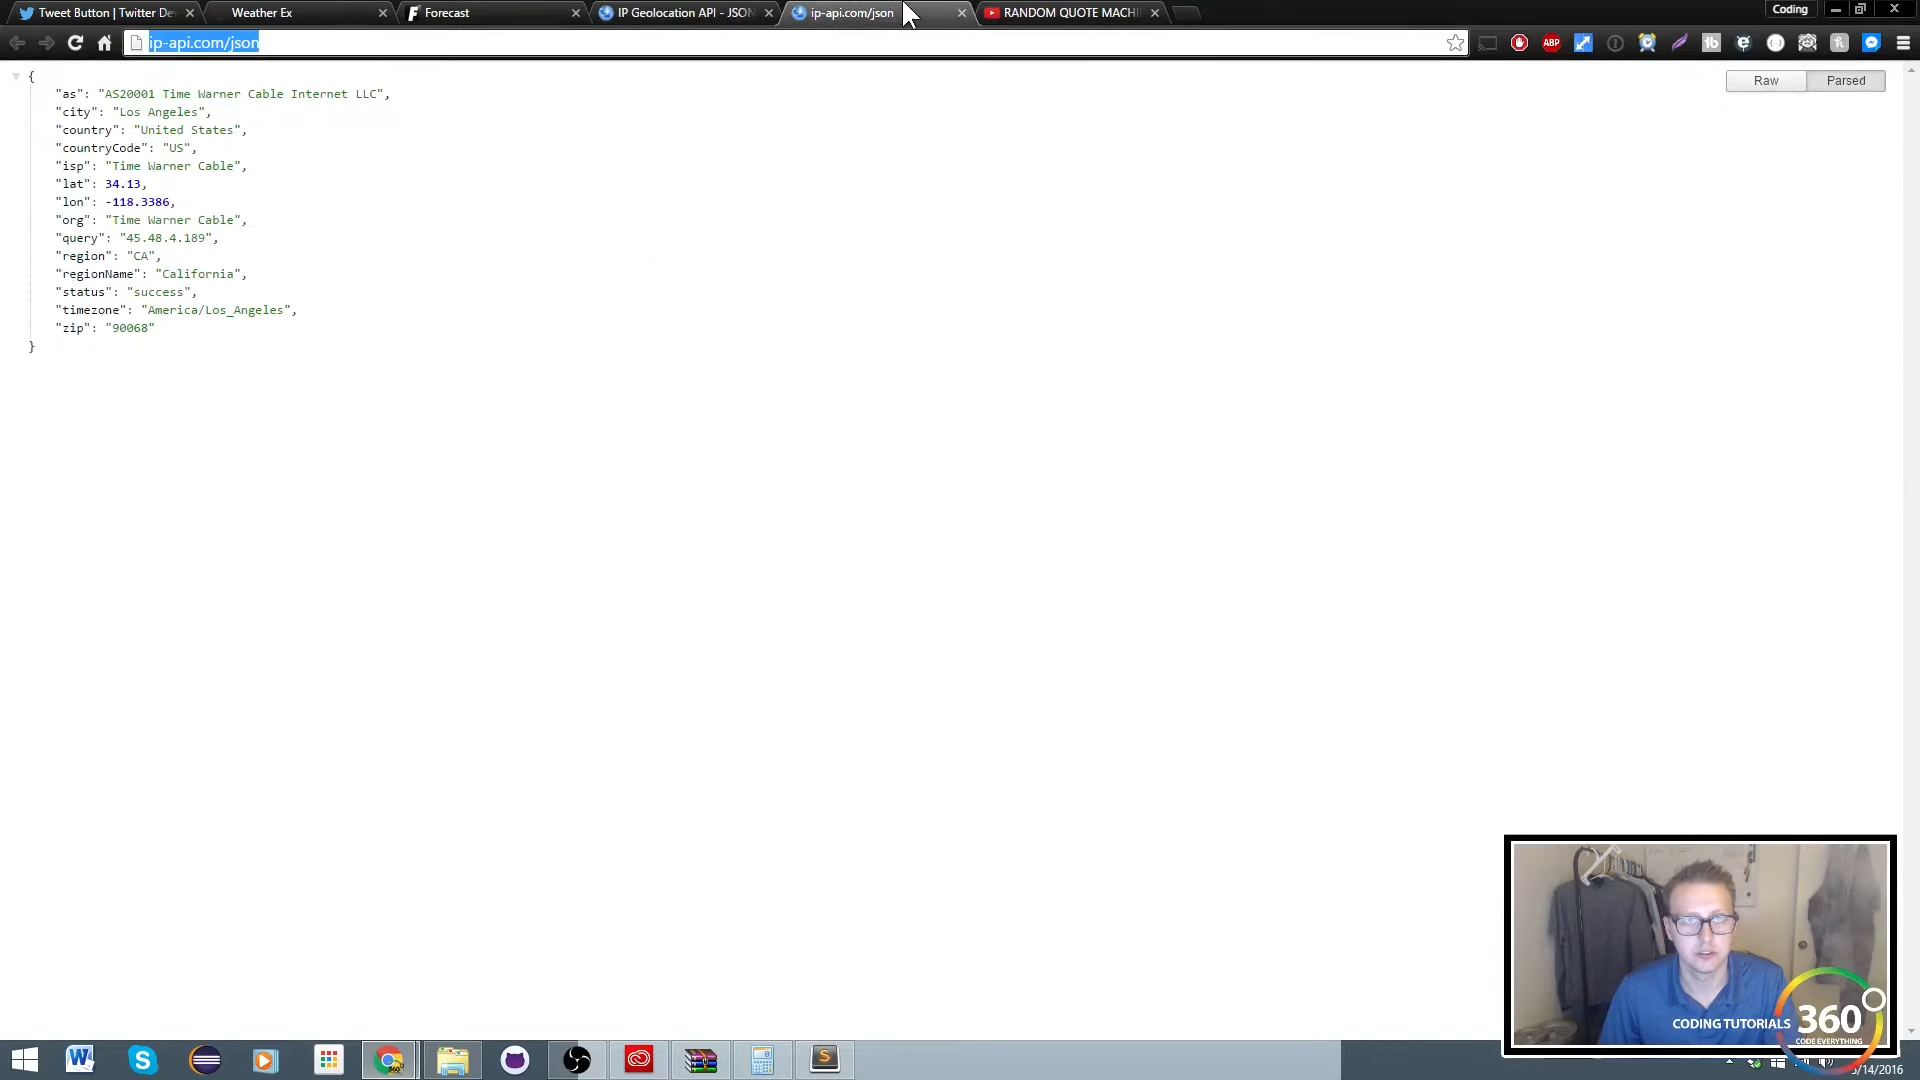 Tweet Button | Twitter De
Weather Ex
Forecast
IP Geolocation API - JSON
ip-api.com/json
RANDOM QUOTE MACHI
Coding
ip-api.com/json
Raw
Parsed
{
"as": "AS20001 Time Warner Cable Internet LLC",
"city": "Los Angeles",
"country": "United States",
"countryCode": "US",
"isp": "Time Warner Cable",
"lat": 34.13,
"lon": -118.3386,
"org": "Time Warner Cable",
"query": "45.48.4.189",
"region": "CA",
"regionName": "California",
"status": "success",
"timezone": "America/Los_Angeles",
"zip": "90068"
}
CODING TUTORIALS 360
CODE EVERYTHING
/14/2016